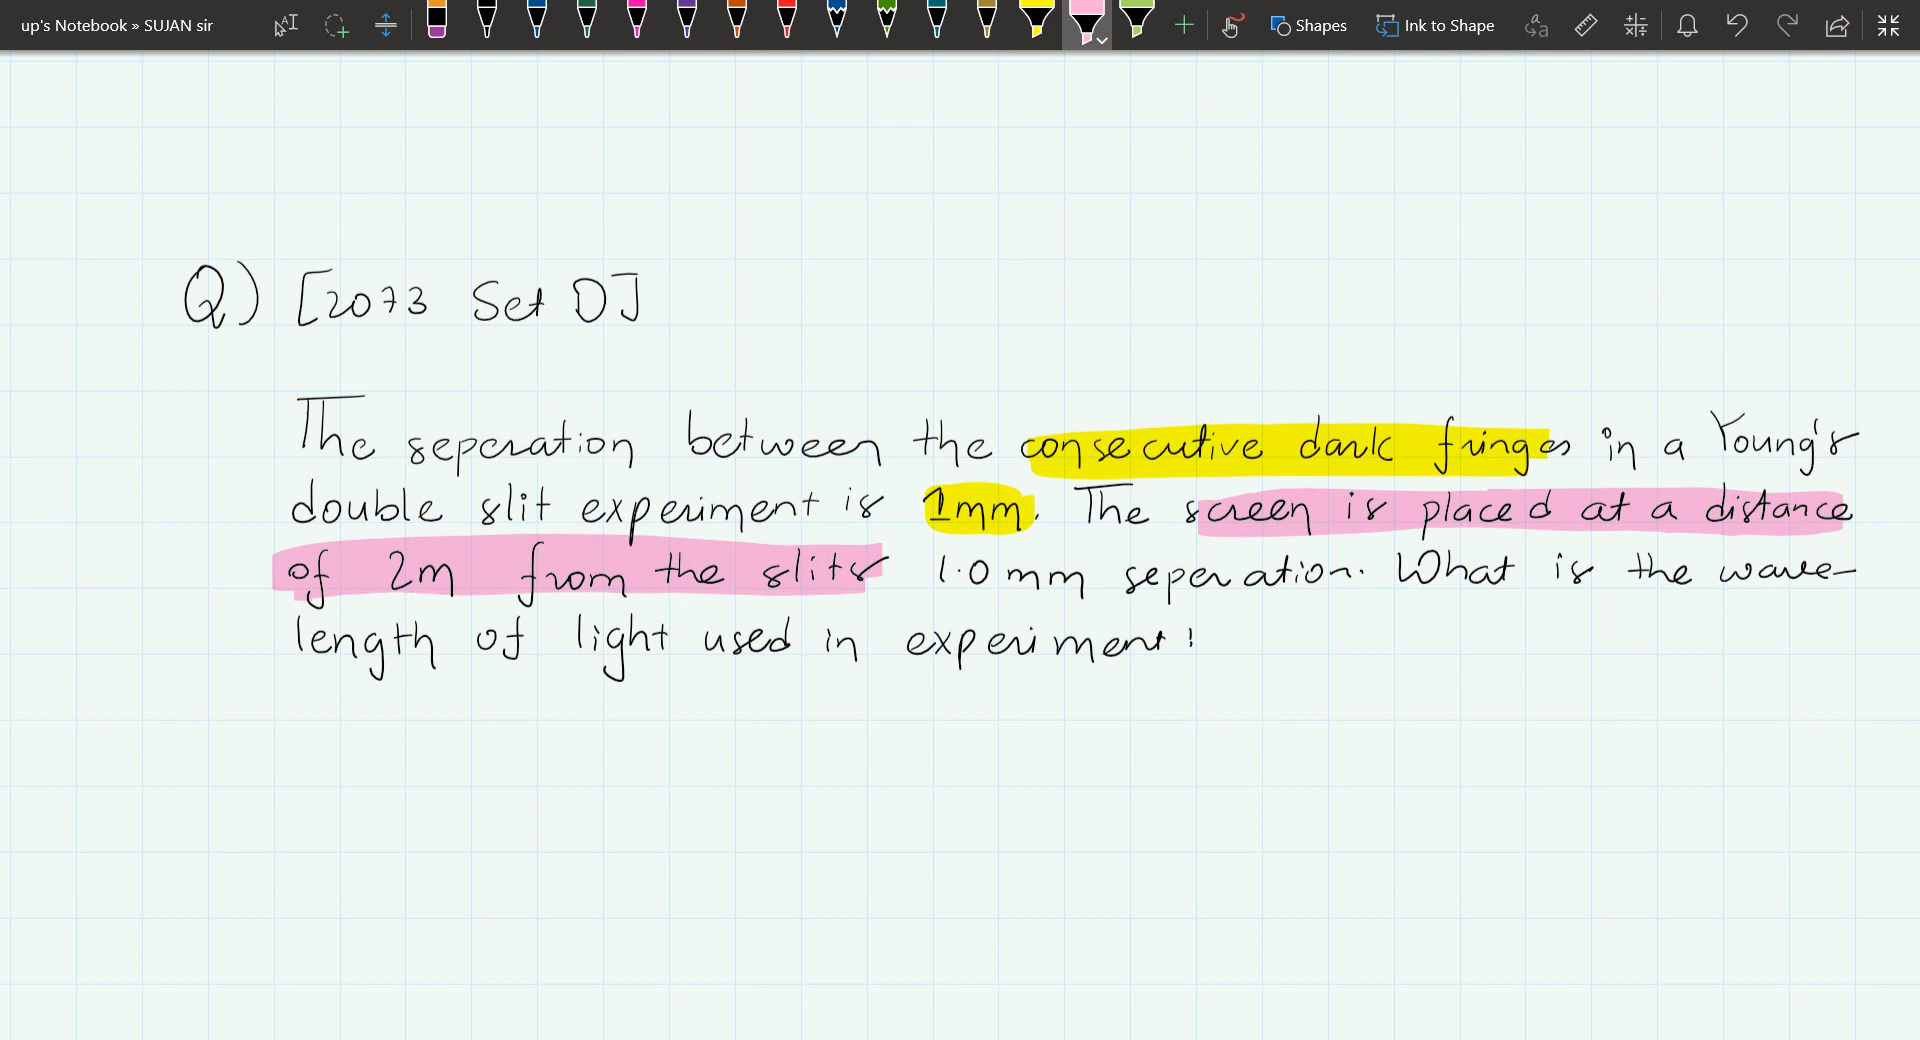 up's Notebook » SUJAN sir
Shapes
Ink to Shape
Q) [2073 Set D]
The seperation between the consecutive dark fringes in a Young's
double slit experiment is 1mm. The screen is placed at a distance
of 2m from the slits 1.0mm seperation. What is the wave-
length of light used in experiment!